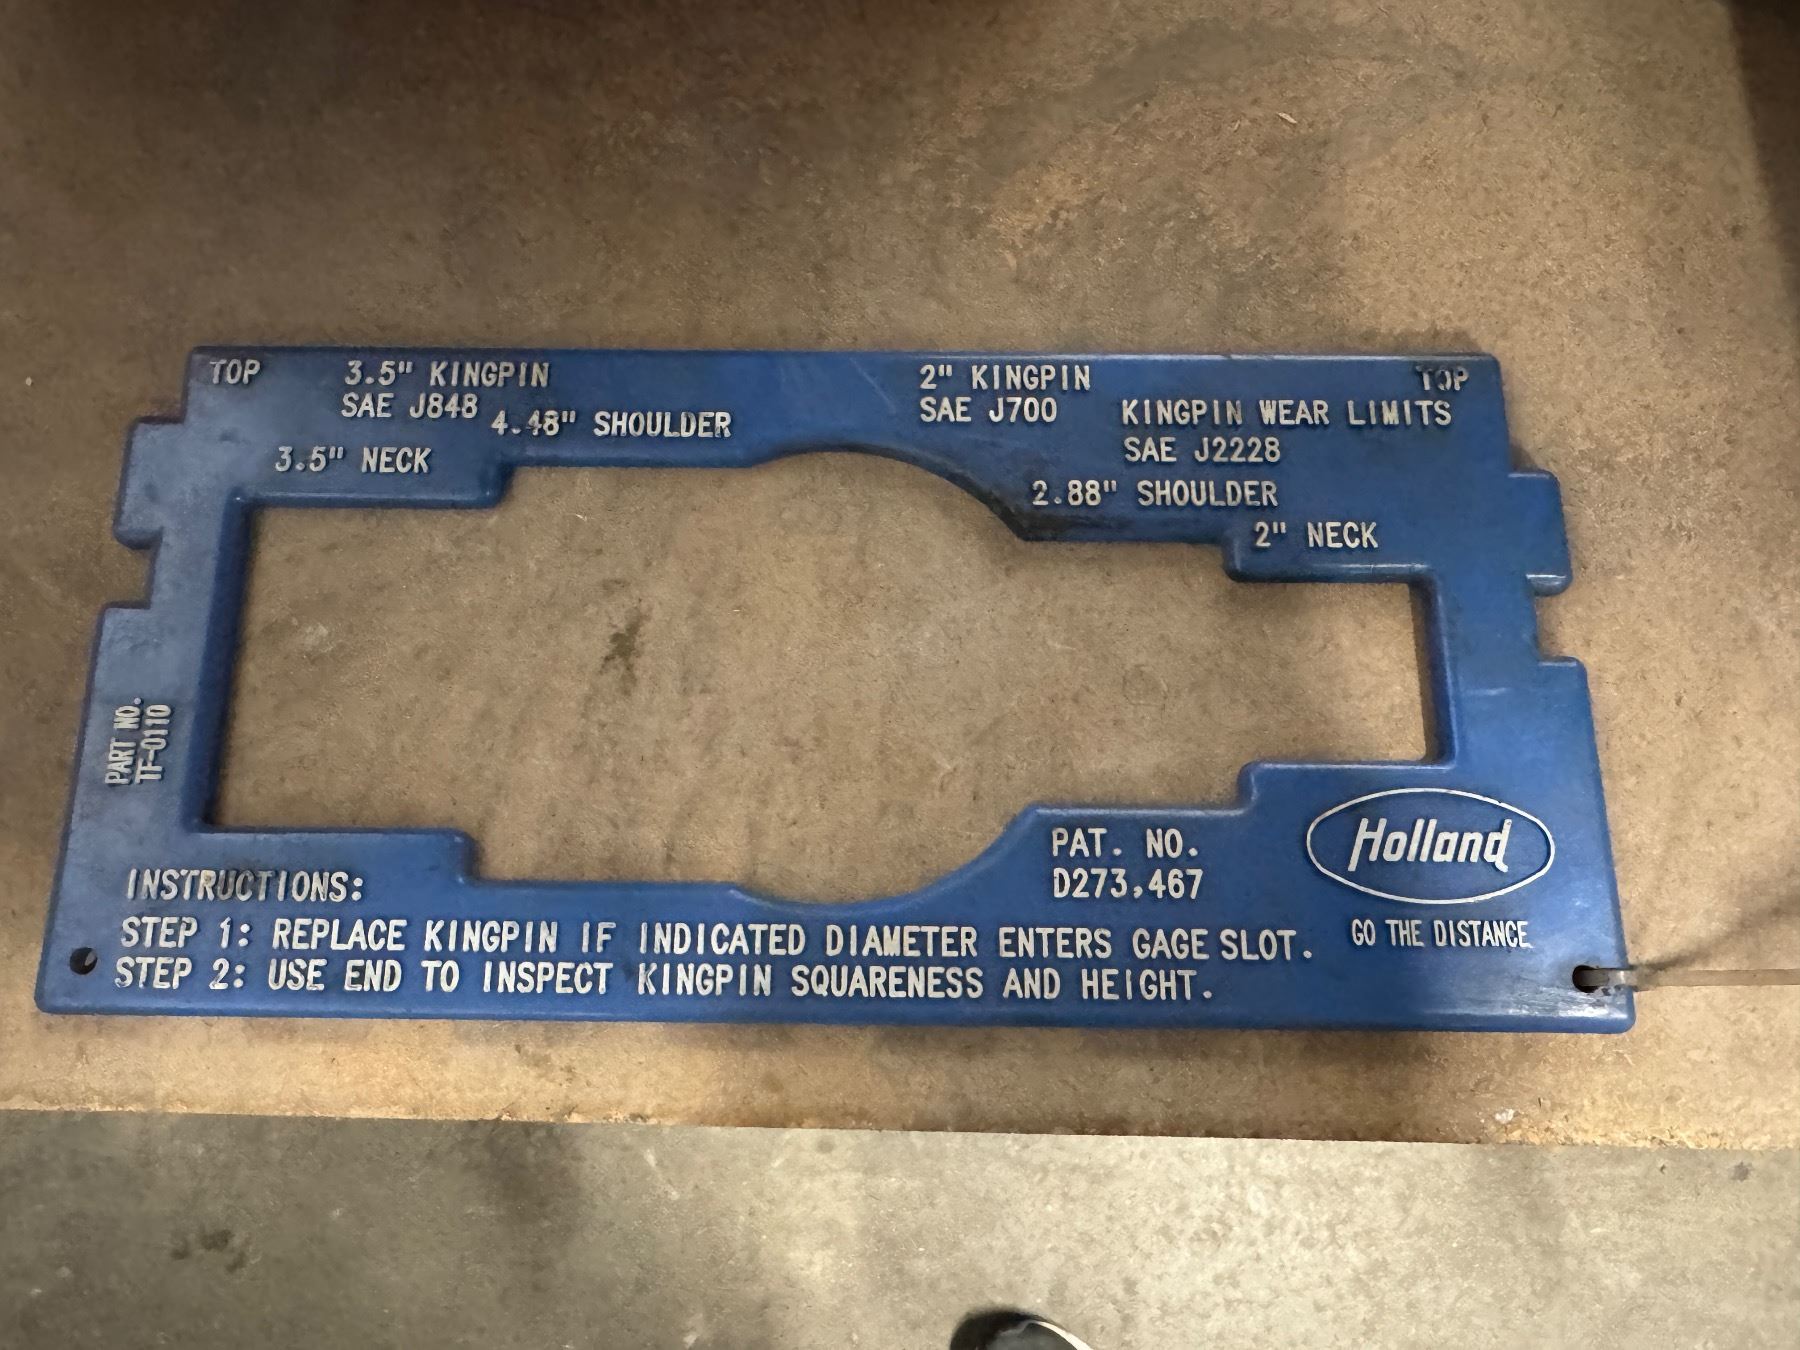 TOP
3.5" KINGPIN
SAE J848
4.48" SHOULDER
3.5" NECK
2" KINGPIN
SAE J700
TOP
KINGPIN WEAR LIMITS
SAE J2228
2.88" SHOULDER
2" NECK
PART NO.
TF-0110
PAT. NO.
D273,467
Holland
GO THE DISTANCE
INSTRUCTIONS:
STEP 1: REPLACE KINGPIN IF INDICATED DIAMETER ENTERS GAGE SLOT.
STEP 2: USE END TO INSPECT KINGPIN SQUARENESS AND HEIGHT.